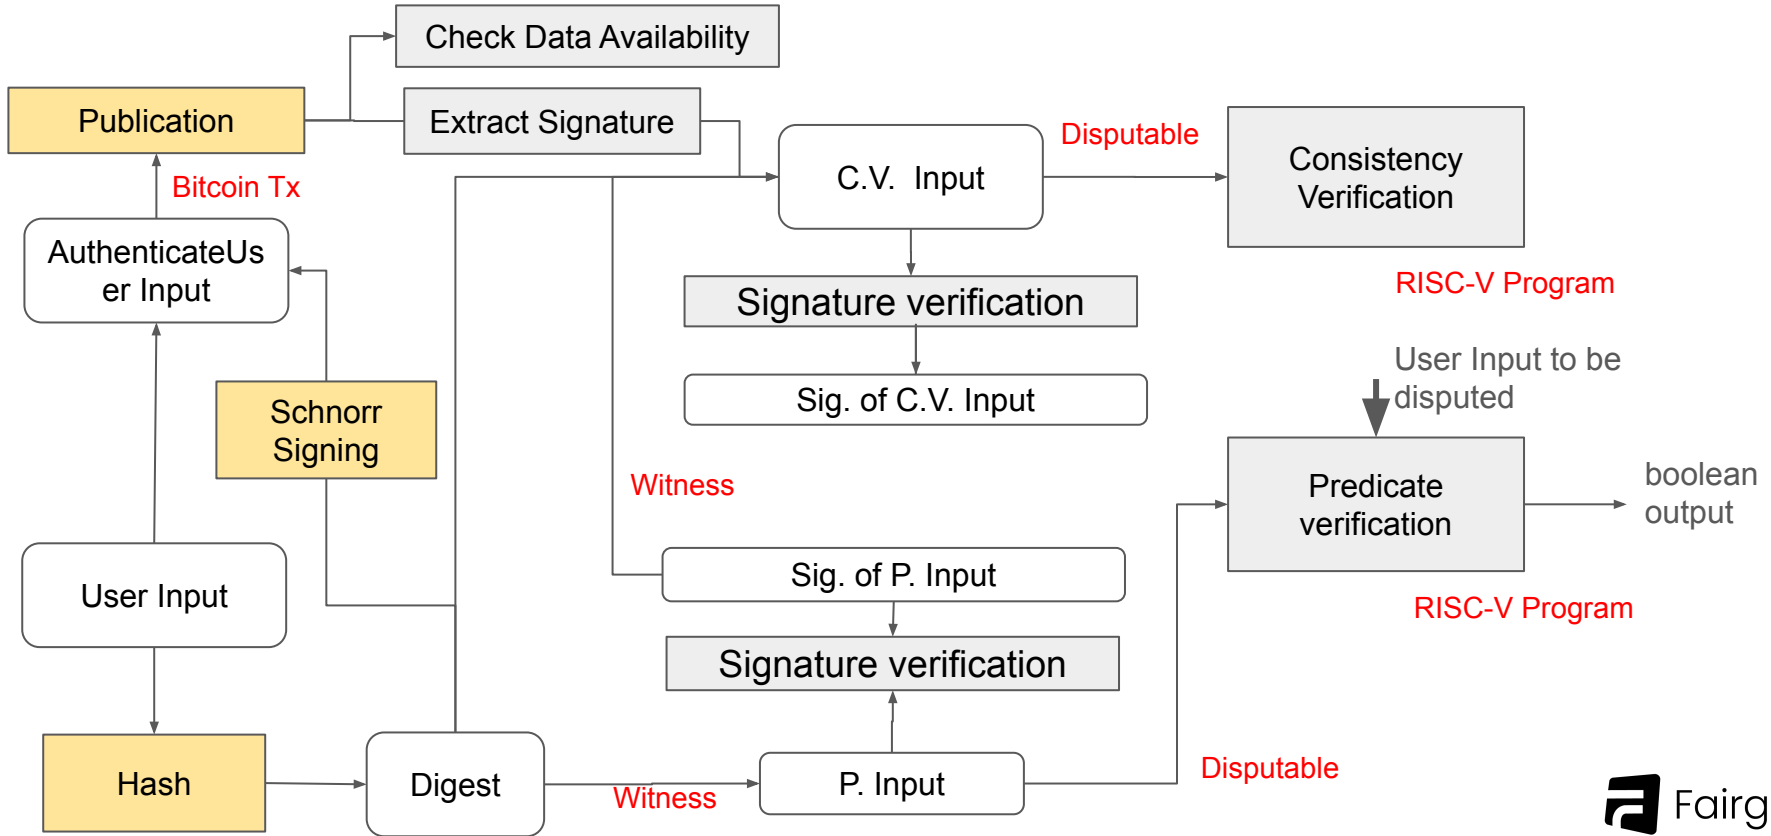 Check Data Availability
Publication
Extract Signature
Disputable
C.V. Input
Consistency
Verification
Bitcoin Tx
AuthenticateUs
er Input
RISC-V Program
Signature verification
User Input to be
disputed
Sig. of C.V. Input
Schnorr
Signing
Witness
Predicate
verification
boolean
output
User Input
Sig. of P. Input
RISC-V Program
Signature verification
Hash
Digest
Witness
P. Input
Disputable
Fairg